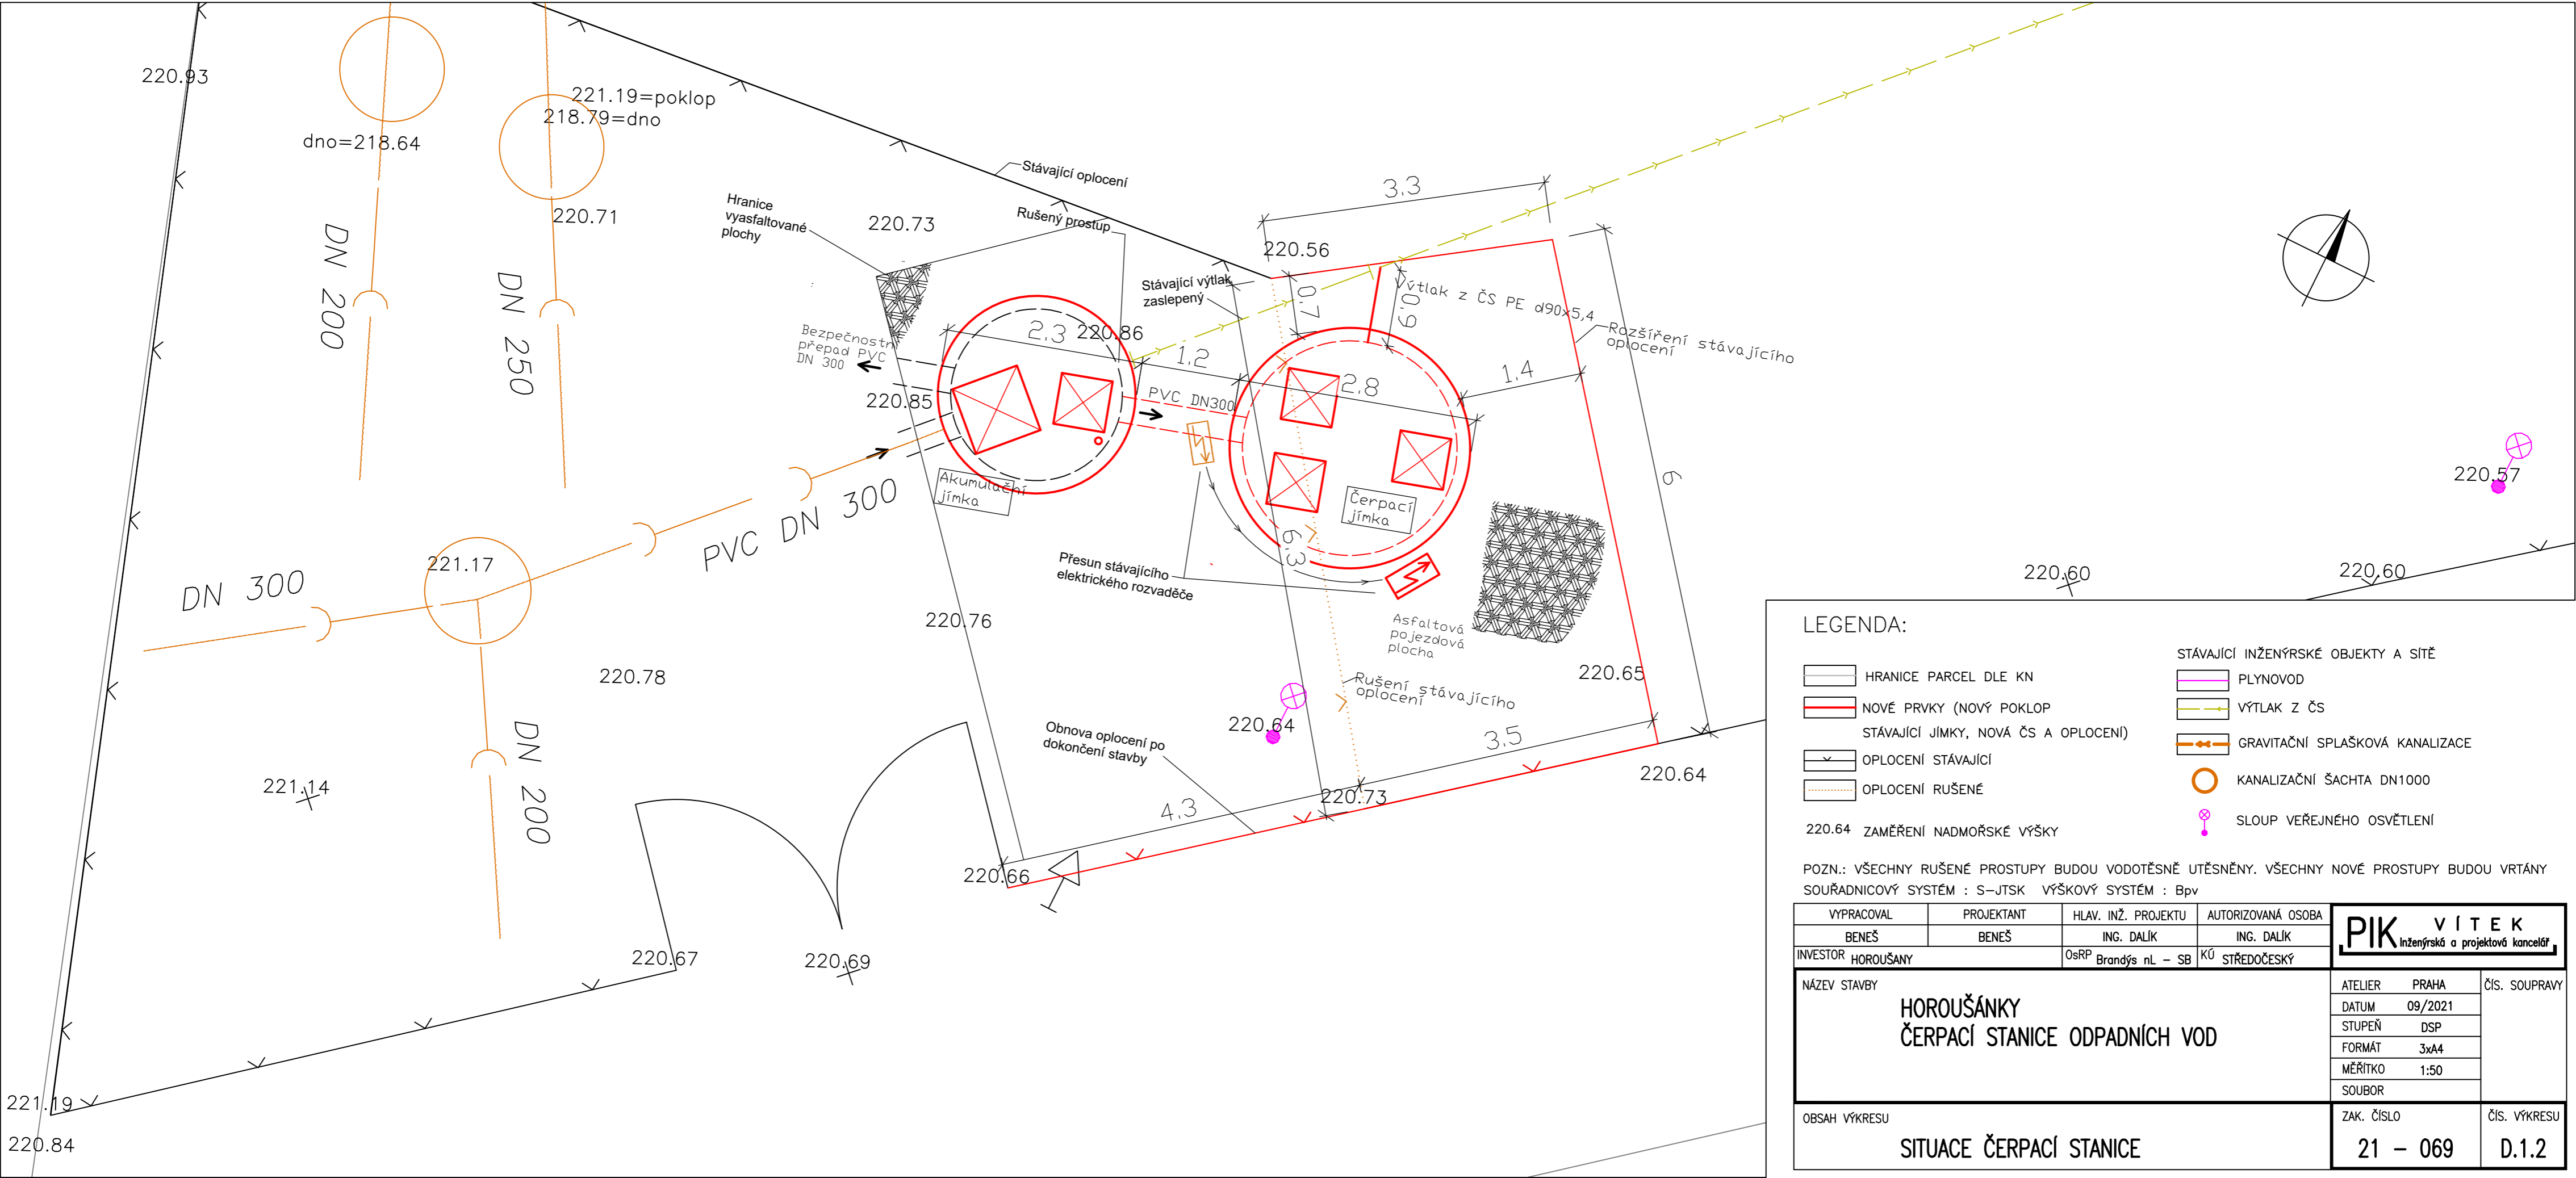 220.93
221.19=poklop
218.79=dno
dno=218.64
220.71
DN 200
DN 250
Hranice
vyasfaltované
plochy
220.73
Stávající oplocení
Rušený prostup
3.3
220.56
Stávající výtlak
zaslepený
0.7
0.9
Výtlak z ČS PE d90x5,4
Rozšíření stávajícího
oplocení
Bezpečnostní
přepad PVC
DN 300
2.3
220.86
1.2
2.8
1.4
220.85
PVC DN300
6
Akumulační
jímka
Čerpací
jímka
PVC DN 300
220.57
6.3
221.17
DN 300
Přesun stávajícího
elektrického rozvaděče
220.60
220.60
220.76
Asfaltová
pojezdová
plocha
220.78
220.65
Rušení stávajícího
oplocení
220.64
3.5
Obnova oplocení po
dokončení stavby
DN 200
221.14
220.64
220.73
4.3
220.66
220.67
220.69
221.19
220.84
LEGENDA:
HRANICE PARCEL DLE KN
NOVÉ PRVKY (NOVÝ POKLOP
STÁVAJÍCÍ JÍMKY, NOVÁ ČS A OPLOCENÍ)
OPLOCENÍ STÁVAJÍCÍ
OPLOCENÍ RUŠENÉ
220.64 ZAMĚŘENÍ NADMOŘSKÉ VÝŠKY
STÁVAJÍCÍ INŽENÝRSKÉ OBJEKTY A SÍTĚ
PLYNOVOD
VÝTLAK Z ČS
GRAVITAČNÍ SPLAŠKOVÁ KANALIZACE
KANALIZAČNÍ ŠACHTA DN1000
SLOUP VEŘEJNÉHO OSVĚTLENÍ
POZN.: VŠECHNY RUŠENÉ PROSTUPY BUDOU VODOTĚSNĚ UTĚSNĚNY. VŠECHNY NOVÉ PROSTUPY BUDOU VRTÁNY
SOUŘADNICOVÝ SYSTÉM : S-JTSK VÝŠKOVÝ SYSTÉM : Bpv
VYPRACOVAL PROJEKTANT HLAV. INŽ. PROJEKTU AUTORIZOVANÁ OSOBA
BENEŠ BENEŠ ING. DALÍK ING. DALÍK
INVESTOR HOROUŠANY OsRP Brandýs nL - SB KÚ STŘEDOČESKÝ
PIK VÍTEK
Inženýrská a projektová kancelář
NÁZEV STAVBY
HOROUŠÁNKY
ČERPACÍ STANICE ODPADNÍCH VOD
ATELIER PRAHA
DATUM 09/2021
STUPEŇ DSP
FORMÁT 3xA4
MĚŘÍTKO 1:50
SOUBOR
ČÍS. SOUPRAVY
OBSAH VÝKRESU
SITUACE ČERPACÍ STANICE
ZAK. ČÍSLO
21 - 069
ČÍS. VÝKRESU
D.1.2